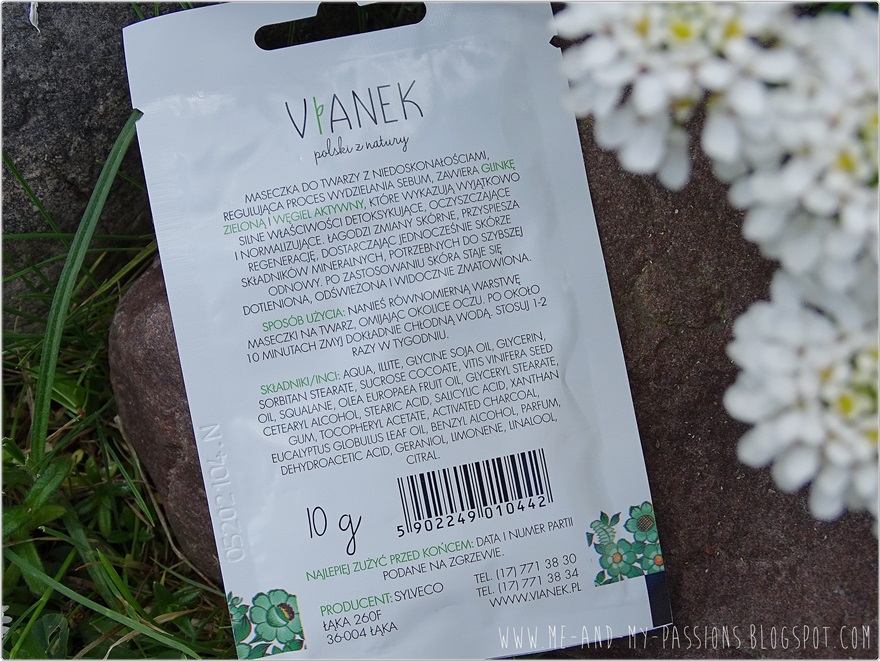 VIANEK
polski z natury
MASECZKA DO TWARZY Z NIEDOSKONAŁOŚCIAMI,
REGULUJĄCA PROCES WYDZIELANIA SEBUM, ZAWIERA GLINKĘ
ZIELONĄ I WĘGIEL AKTYWNY, KTÓRE WYKAZUJĄ WYJĄTKOWO
SILNE WŁAŚCIWOŚCI DETOKSYKUJĄCE, OCZYSZCZAJĄCE
I NORMALIZUJĄCE. ŁAGODZI ZMIANY SKÓRNE, PRZYSPIESZA
REGENERACJĘ, DOSTARCZAJĄC JEDNOCZEŚNIE SKÓRZE
SKŁADNIKÓW MINERALNYCH, POTRZEBNYCH DO SZYBSZEJ
ODNOWY. PO ZASTOSOWANIU SKÓRA STAJE SIĘ
DOTLENIONA, ODŚWIEŻONA I WIDOCZNIE ZMATOWIONA.
SPOSÓB UŻYCIA: NANIEŚ RÓWNOMIERNĄ WARSTWĘ
MASECZKI NA TWARZ, OMIJAJĄC OKOLICE OCZU. PO OKOŁO
10 MINUTACH ZMYJ DOKŁADNIE CHŁODNĄ WODĄ. STOSUJ 1-2
RAZY W TYGODNIU.
SKŁADNIKI/INCI: AQUA, ILLITE, GLYCINE SOJA OIL, GLYCERIN,
SORBITAN STEARATE, SUCROSE COCOATE, VITIS VINIFERA SEED
OIL, SQUALANE, OLEA EUROPAEA FRUIT OIL, GLYCERYL STEARATE,
CETEARYL ALCOHOL, STEARIC ACID, SALICYLIC ACID, XANTHAN
GUM, TOCOPHERYL ACETATE, ACTIVATED CHARCOAL,
EUCALYPTUS GLOBULUS LEAF OIL, BENZYL ALCOHOL, PARFUM,
DEHYDROACETIC ACID, GERANIOL, LIMONENE, LINALOOL,
CITRAL.
05202104.N
10 g
5 902249 010442
NAJLEPIEJ ZUŻYĆ PRZED KOŃCEM: DATA I NUMER PARTII
PODANE NA ZGRZEWIE.
PRODUCENT: SYLVECO
ŁĄKA 260F
36-004 ŁĄKA
TEL. (17) 771 38 30
TEL. (17) 771 38 34
WWW.VIANEK.PL
WWW.ME-AND-MY-PASSIONS.BLOGSPOT.COM